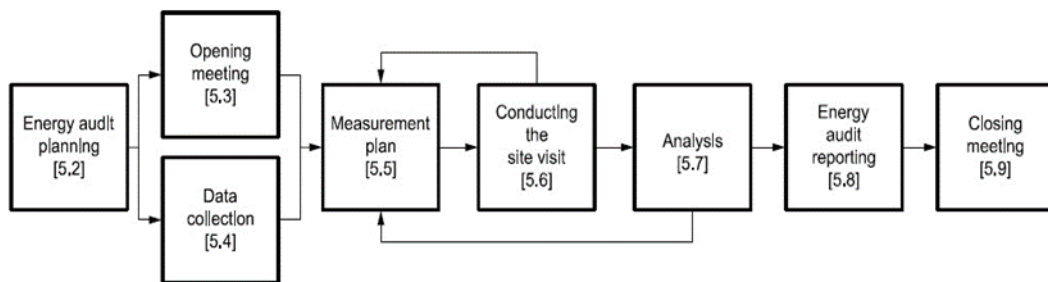 Energy audit
planning
[5.2]
Opening
meeting
[5.3]
Data
collection
[5.4]
Measurement
plan
[5.5]
Conducting
the
site visit
[5.6]
Analysis
[5.7]
Energy
audit
reporting
[5.8]
Closing
meeting
[5.9]